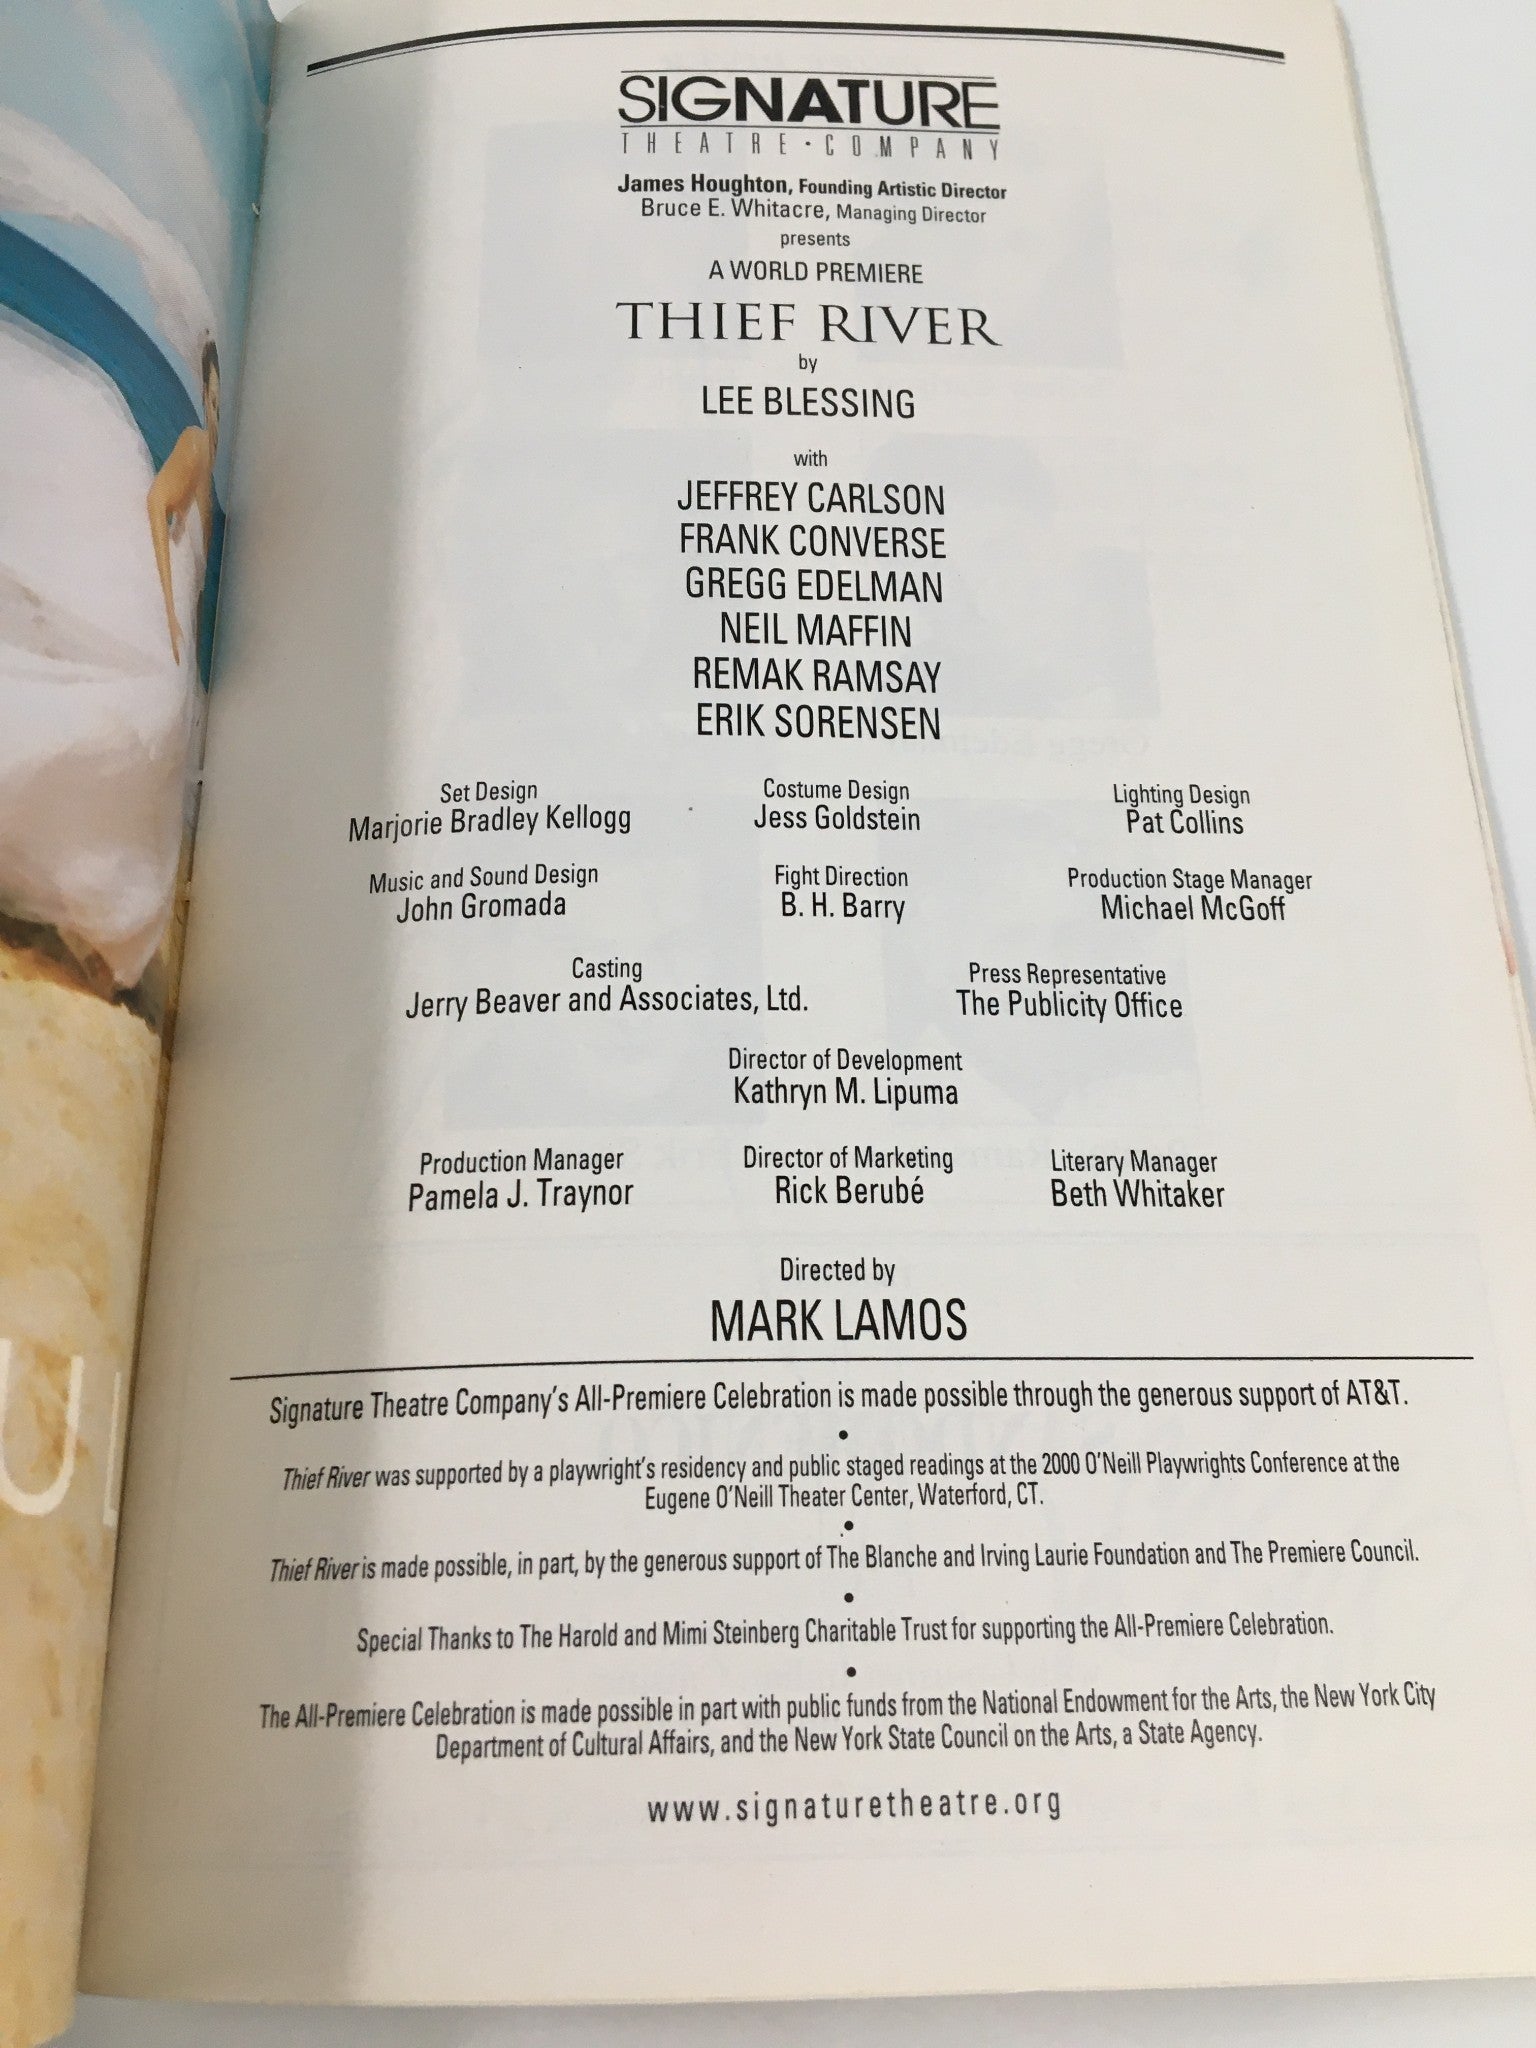 SIGNATURE
THEATRE · COMPANY
James Houghton, Founding Artistic Director
Bruce E. Whitacre, Managing Director
presents
A WORLD PREMIERE
THIEF RIVER
by
LEE BLESSING
with
JEFFREY CARLSON
FRANK CONVERSE
GREGG EDELMAN
NEIL MAFFIN
REMAK RAMSAY
ERIK SORENSEN
Set Design
Marjorie Bradley Kellogg
Costume Design
Jess Goldstein
Lighting Design
Pat Collins
Music and Sound Design
John Gromada
Fight Direction
B. H. Barry
Production Stage Manager
Michael McGoff
Casting
Jerry Beaver and Associates, Ltd.
Press Representative
The Publicity Office
Director of Development
Kathryn M. Lipuma
Production Manager
Pamela J. Traynor
Director of Marketing
Rick Berubé
Literary Manager
Beth Whitaker
Directed by
MARK LAMOS
Signature Theatre Company's All-Premiere Celebration is made possible through the generous support of AT&T.
•
Thief River was supported by a playwright's residency and public staged readings at the 2000 O'Neill Playwrights Conference at the
Eugene O'Neill Theater Center, Waterford, CT.
•
Thief River is made possible, in part, by the generous support of The Blanche and Irving Laurie Foundation and The Premiere Council.
•
Special Thanks to The Harold and Mimi Steinberg Charitable Trust for supporting the All-Premiere Celebration.
•
The All-Premiere Celebration is made possible in part with public funds from the National Endowment for the Arts, the New York City
Department of Cultural Affairs, and the New York State Council on the Arts, a State Agency.
www.signaturetheatre.org